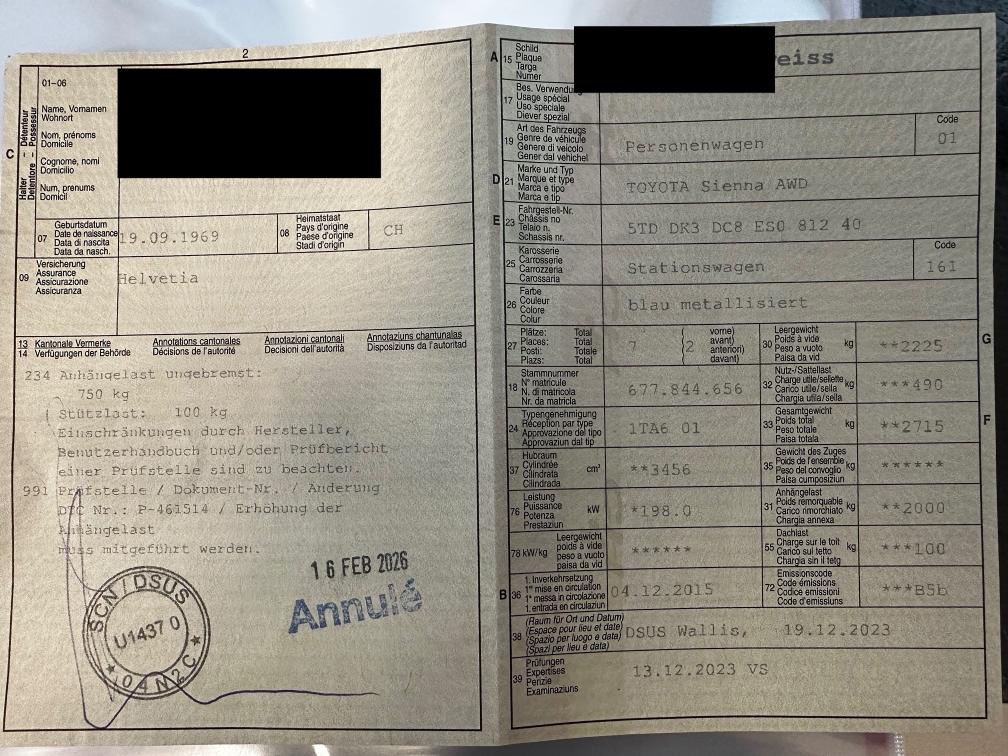 2
01-06
Halter - Détenteur
Detentore - Possessur
C
Name, Vornamen
Wohnort
Nom, prénoms
Domicile
Cognome, nomi
Domicilio
Num, prenums
Domicil
07
Geburtsdatum
Date de naissance
Data di nascita
Data da nasch.
19.09.1969
08
Heimatstaat
Pays d'origine
Paese d'origine
Stadi d'origin
CH
09
Versicherung
Assurance
Assicurazione
Assicuranza
Helvetia
13 Kantonale Vermerke Annotations cantonales Annotazioni cantonali Annotaziuns chantunalas
14 Verfügungen der Behörde Décisions de l'autorité Decisioni dell'autorità Disposiziuns da l'autoritad
234 Anhängelast ungebremst:
750 kg
Stützlast: 100 kg
Einschränkungen durch Hersteller,
Benutzerhandbuch und/oder Prüfbericht
einer Prüfstelle sind zu beachten.
991 Prüfstelle / Dokument-Nr. / Änderung
DTC Nr.: P-461514 / Erhöhung der
Anhängelast
muss mitgeführt werden.
16 FEB 2026
Annulé
SCN/DSUS
U1437 0
04M2C
A
15
Schild
Plaque
Targa
Numer
eiss
17
Bes. Verwendu
Usage spécial
Uso speciale
Diever spezial
19
Art des Fahrzeugs
Genre de véhicule
Genere di veicolo
Gener dal vehichel
Personenwagen
Code
01
D
21
Marke und Typ
Marque et type
Marca e tipo
Marca e tip
TOYOTA Sienna AWD
E
23
Fahrgestell-Nr.
Châssis no
Telaio n.
Schassis nr.
5TD DR3 DC8 ES0 812 40
25
Karosserie
Carrosserie
Carrozzeria
Carossaria
Stationswagen
Code
161
26
Farbe
Couleur
Colore
Colur
blau metallisiert
27
Plätze: Total
Places: Total
Posti: Totale
Plazs: Total
7
(2
vorne)
avant)
anteriori)
davant)
30
Leergewicht
Poids à vide
Peso a vuoto
Paisa da vid
kg
**2225
G
18
Stammnummer
N° matricule
N. di matricola
Nr. da matricla
677.844.656
32
Nutz-/Sattellast
Charge utile/sellette
Carico utile/sella
Chargia utila/sella
kg
***490
24
Typengenehmigung
Réception par type
Approvazione del tipo
Approvaziun dal tip
1TA6 01
33
Gesamtgewicht
Poids total
Peso totale
Paisa totala
kg
**2715
F
37
Hubraum
Cylindrée
Cilindrata
Cilindrada
cm³
**3456
35
Gewicht des Zuges
Poids de l'ensemble
Peso del convoglio
Paisa cumposiziun
kg
******
76
Leistung
Puissance
Potenza
Prestaziun
kW
*198.0
31
Anhängelast
Poids remorquable
Carico rimorchiato
Chargia annexa
kg
**2000
78 kW/kg
Leergewicht
poids à vide
peso a vuoto
paisa da vid
******
55
Dachlast
Charge sur le toit
Carico sul tetto
Chargia sin il tetg
kg
***100
B
36
1. Inverkehrsetzung
1re mise en circulation
1a messa in circolazione
1. entrada en circulaziun
04.12.2015
72
Emissionscode
Code émissions
Codice emissioni
Code d'emissiuns
***B5b
38
(Raum für Ort und Datum)
(Espace pour lieu et date)
(Spazio per luogo e data)
(Spazi per lieu e data)
DSUS Wallis, 19.12.2023
39
Prüfungen
Expertises
Perizie
Examinaziuns
13.12.2023 VS